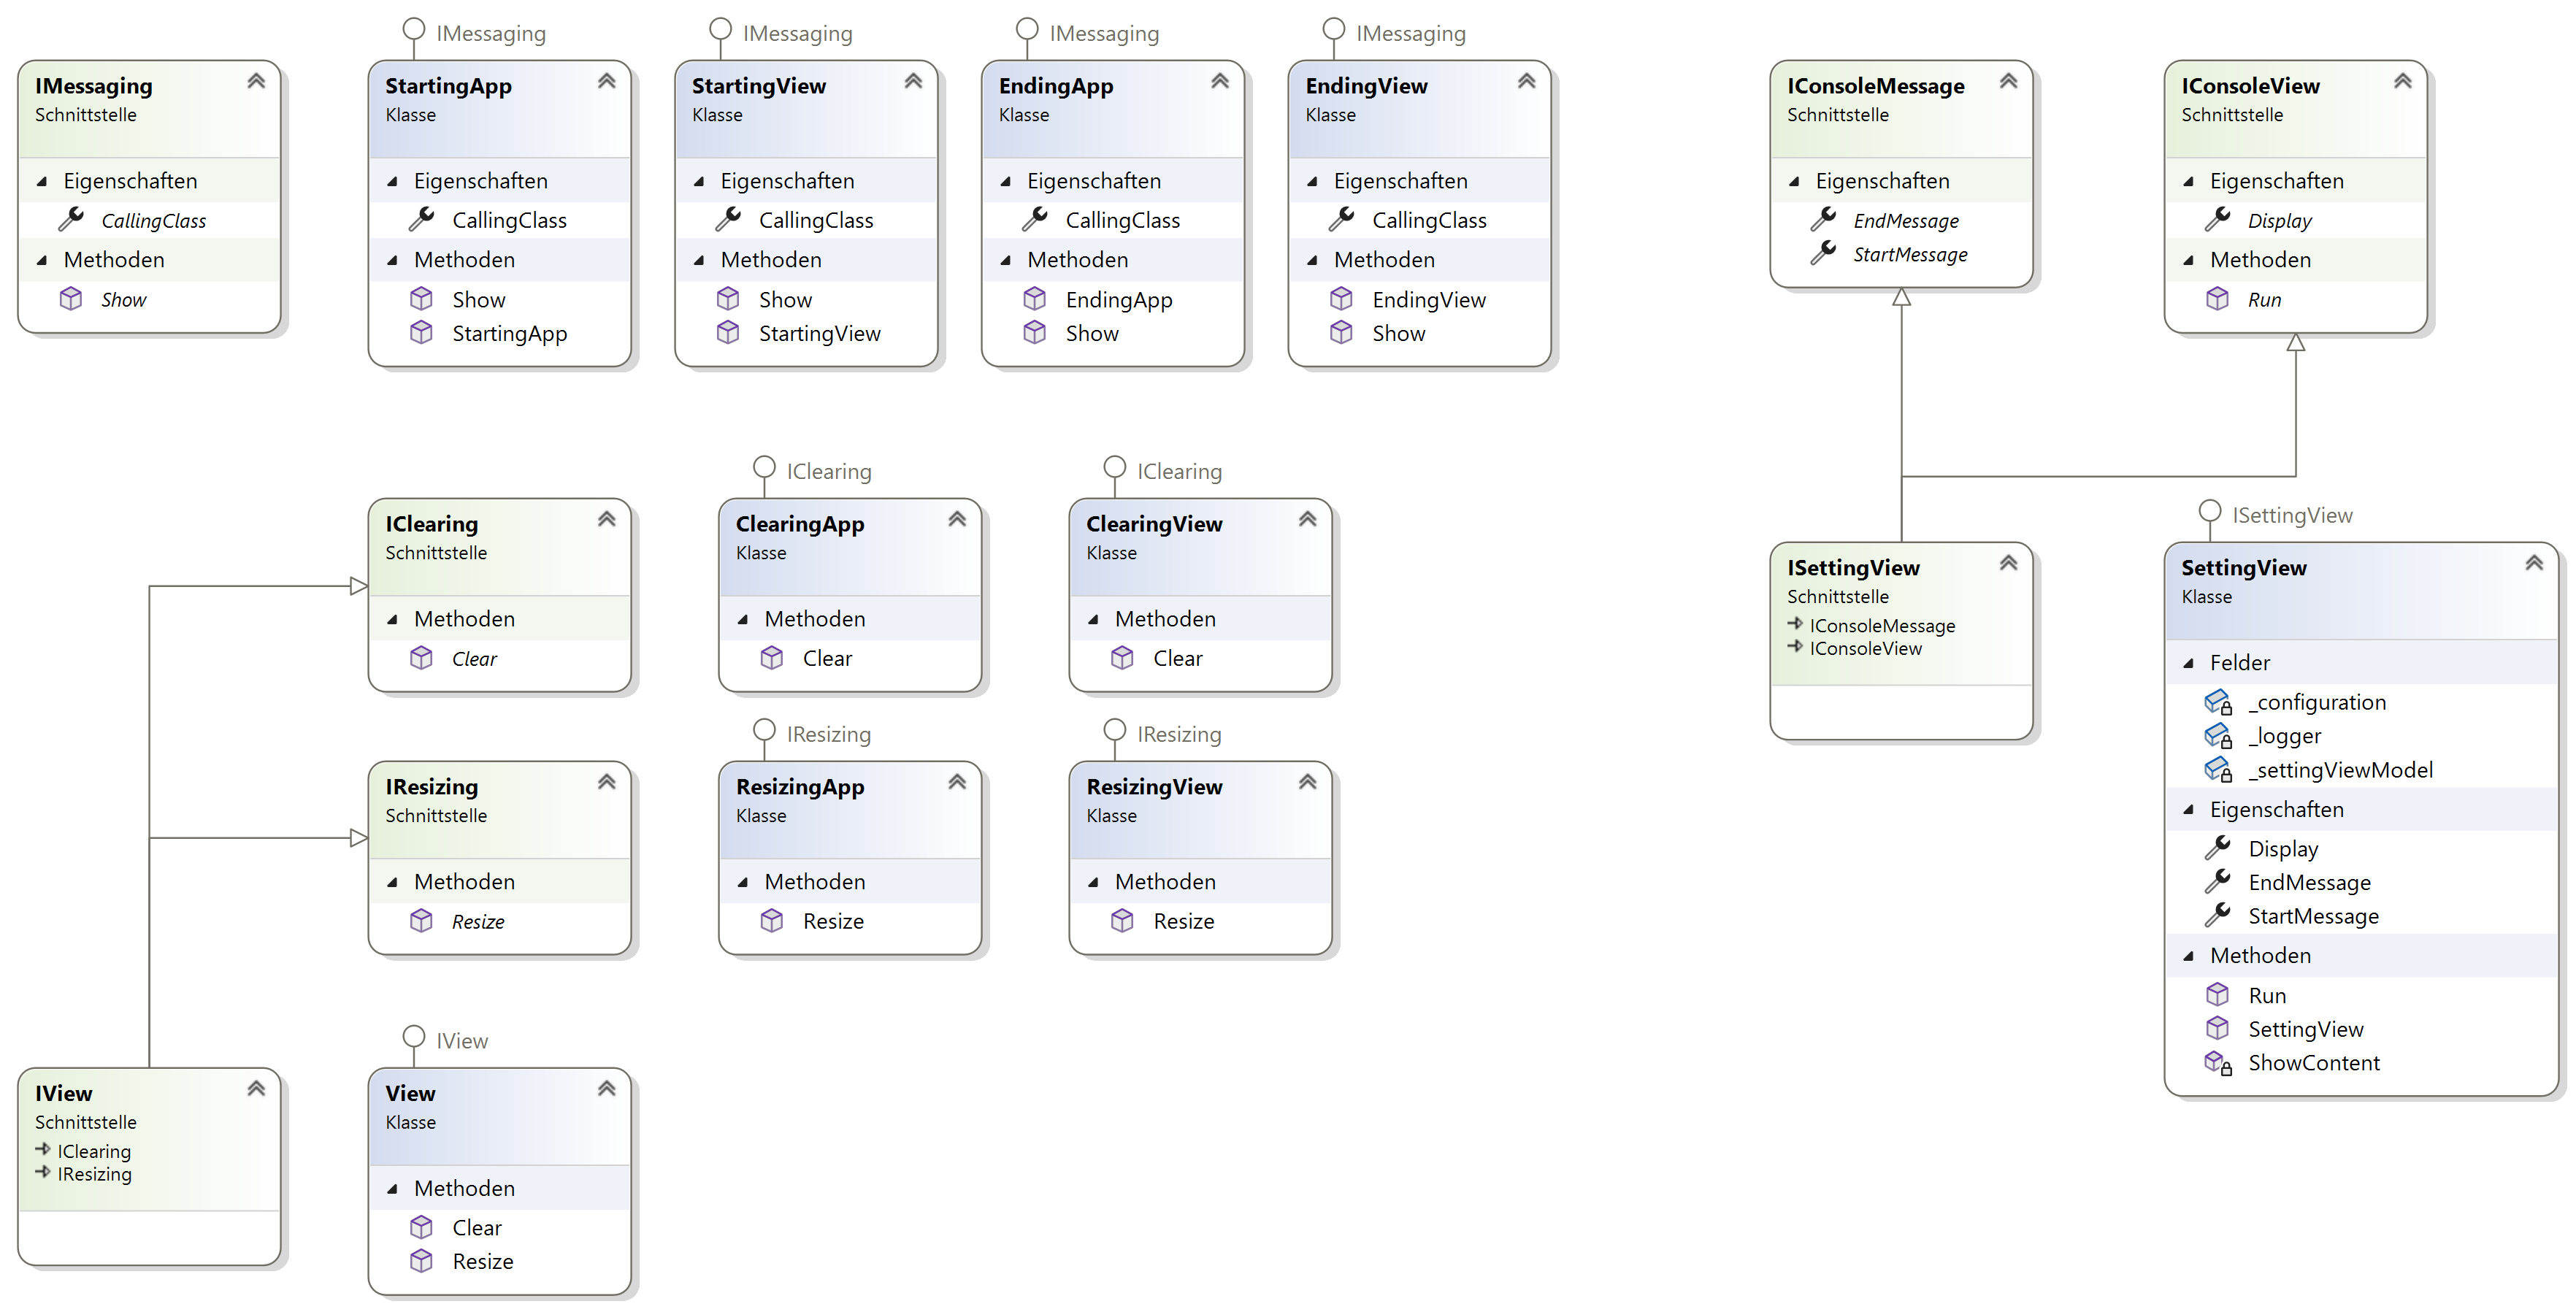 IMessaging
IMessaging
IMessaging
IMessaging
IMessaging
Schnittstelle
Eigenschaften
CallingClass
Methoden
Show
StartingApp
Klasse
Eigenschaften
CallingClass
Methoden
Show
StartingApp
StartingView
Klasse
Eigenschaften
CallingClass
Methoden
Show
StartingView
EndingApp
Klasse
Eigenschaften
CallingClass
Methoden
EndingApp
Show
EndingView
Klasse
Eigenschaften
CallingClass
Methoden
EndingView
Show
IConsoleMessage
Schnittstelle
Eigenschaften
EndMessage
StartMessage
IConsoleView
Schnittstelle
Eigenschaften
Display
Methoden
Run
IClearing
Schnittstelle
Methoden
Clear
IClearing
ClearingApp
Klasse
Methoden
Clear
IClearing
ClearingView
Klasse
Methoden
Clear
ISettingView
Schnittstelle
IConsoleMessage
IConsoleView
ISettingView
SettingView
Klasse
Felder
_configuration
_logger
_settingViewModel
Eigenschaften
Display
EndMessage
StartMessage
Methoden
Run
SettingView
ShowContent
IResizing
Schnittstelle
Methoden
Resize
IResizing
ResizingApp
Klasse
Methoden
Resize
IResizing
ResizingView
Klasse
Methoden
Resize
IView
Schnittstelle
IClearing
IResizing
IView
View
Klasse
Methoden
Clear
Resize